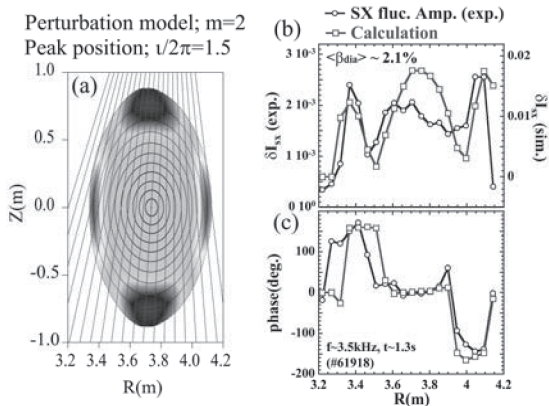 Perturbation model; m=2
Peak position; ι/2π=1.5
(a)
Z(m)
1.0
0.5
0.0
-0.5
-1.0
3.2 3.4 3.6 3.8 4.0 4.2
R(m)
SX fluc. Amp. (exp.)
Calculation
(b)
<βdia> ~ 2.1%
δIsx (exp.)
3 10⁻³
2 10⁻³
1 10⁻³
0 10⁰
δIsx (sim.)
0.02
0.01
0
(c)
phase(deg.)
200
100
0
-100
-200
f~3.5kHz, t~1.3s
(#61918)
3.2 3.4 3.6 3.8 4.0
R(m)